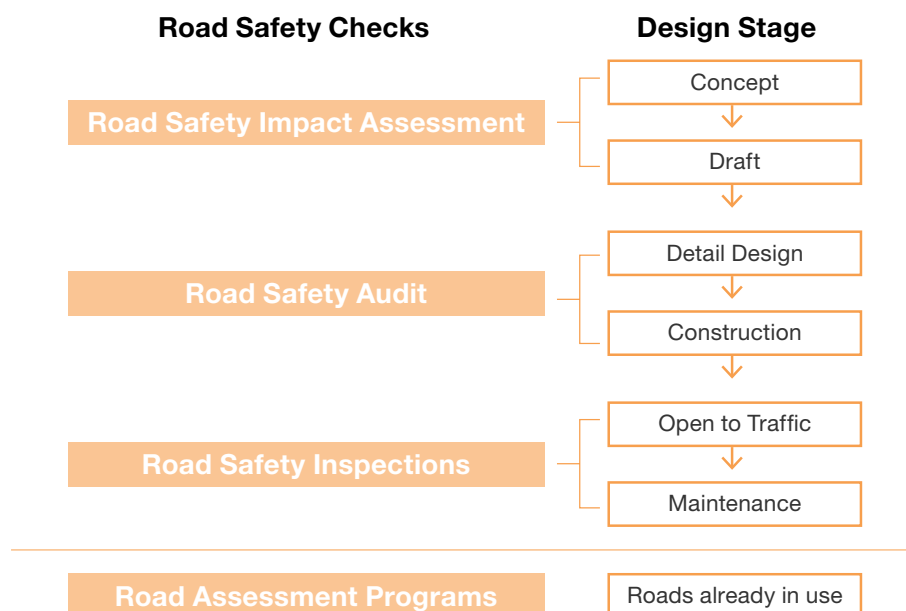 Road Safety Checks
Design Stage
Road Safety Impact Assessment
Concept
Draft
Road Safety Audit
Detail Design
Construction
Road Safety Inspections
Open to Traffic
Maintenance
Road Assessment Programs
Roads already in use